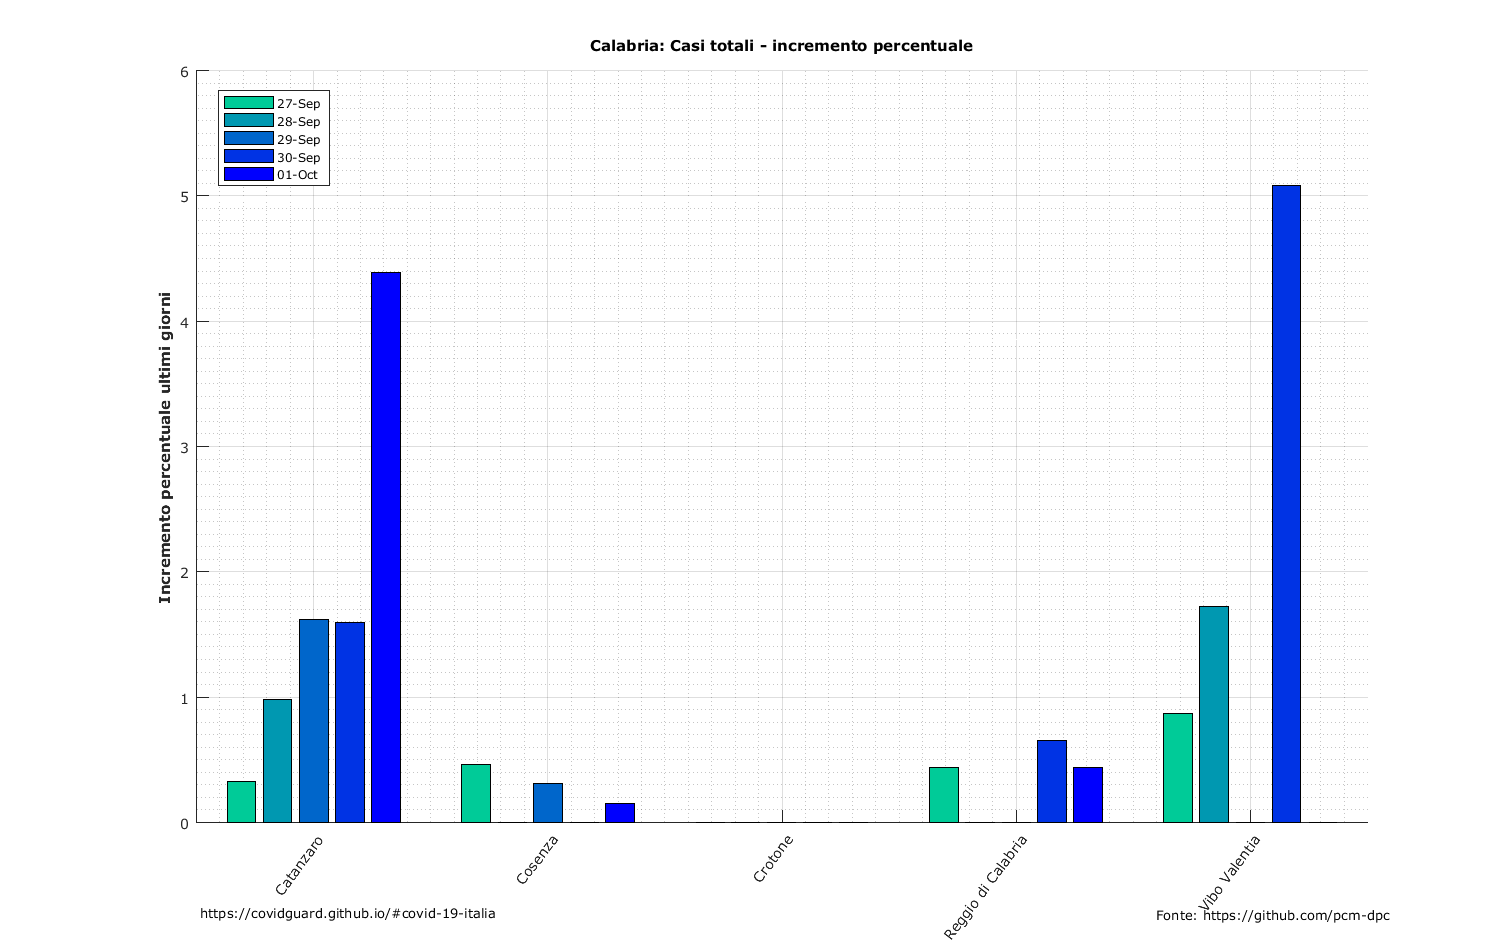 Calabria: Casi totali - incremento percentuale
6
5
4
3
2
1
0
Incremento percentuale ultimi giorni
27-Sep
28-Sep
29-Sep
30-Sep
01-Oct
Catanzaro
Cosenza
Crotone
Reggio di Calabria
Vibo Valentia
https://covidguard.github.io/#covid-19-italia
Fonte: https://github.com/pcm-dpc